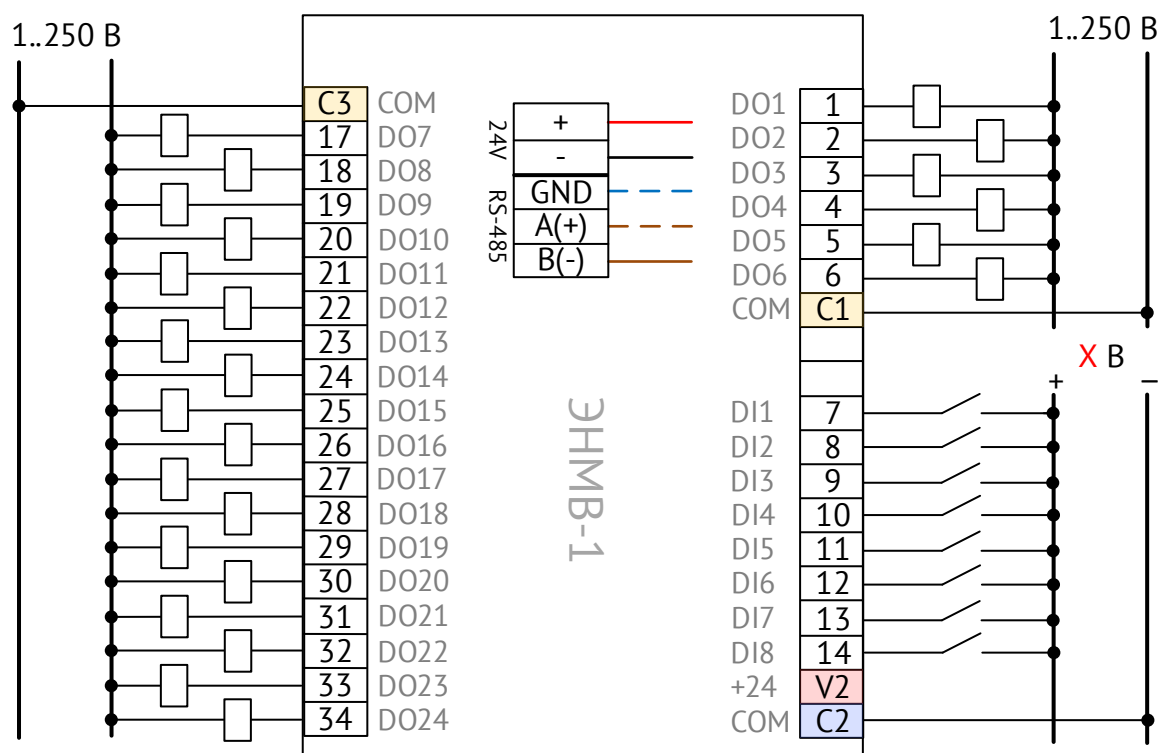 1..250 В
1..250 В
C3 COM
17 DO7
18 DO8
19 DO9
20 DO10
21 DO11
22 DO12
23 DO13
24 DO14
25 DO15
26 DO16
27 DO17
28 DO18
29 DO19
30 DO20
31 DO21
32 DO22
33 DO23
34 DO24
24V
+
-
RS-485
GND
A(+)
B(-)
ЭНМВ-1
DO1 1
DO2 2
DO3 3
DO4 4
DO5 5
DO6 6
COM C1
X В
+ –
DI1 7
DI2 8
DI3 9
DI4 10
DI5 11
DI6 12
DI7 13
DI8 14
+24 V2
COM C2